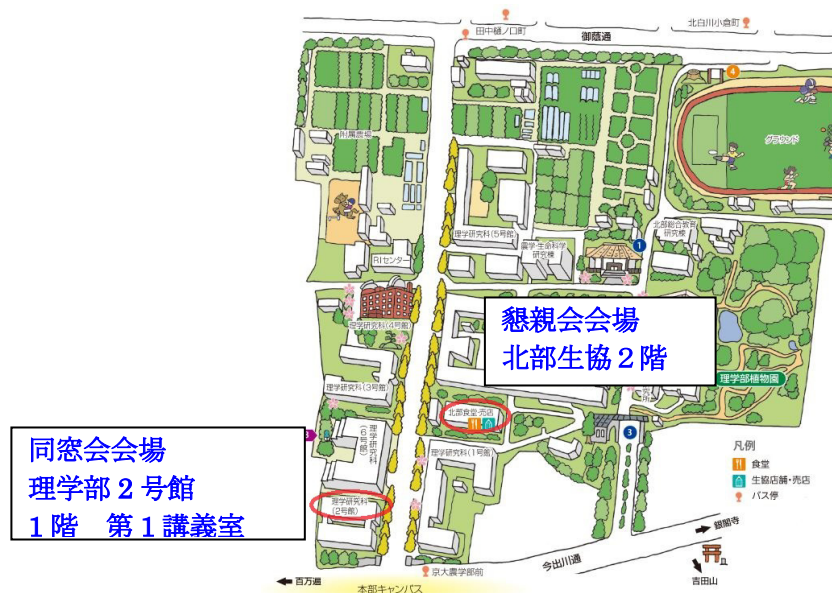 北白川小倉町
田中樋ノ口町
御蔭通
4
附属農場
グラウンド
理学研究科(5号館)
農学・生命科学
研究棟
1
北部総合教育
研究棟
RIセンター
理学研究科(4号館)
懇親会会場
北部生協2階
理学研究科(3号館)
理学部植物園
北部食堂・売店
理学研究科
(6号館)
3
同窓会会場
理学部2号館
1階 第1講義室
理学研究科(1号館)
理学研究科
(2号館)
凡例
食堂
生協店舗・売店
バス停
銀閣寺
今出川通
京大農学部前
吉田山
百万遍
本部キャンパス